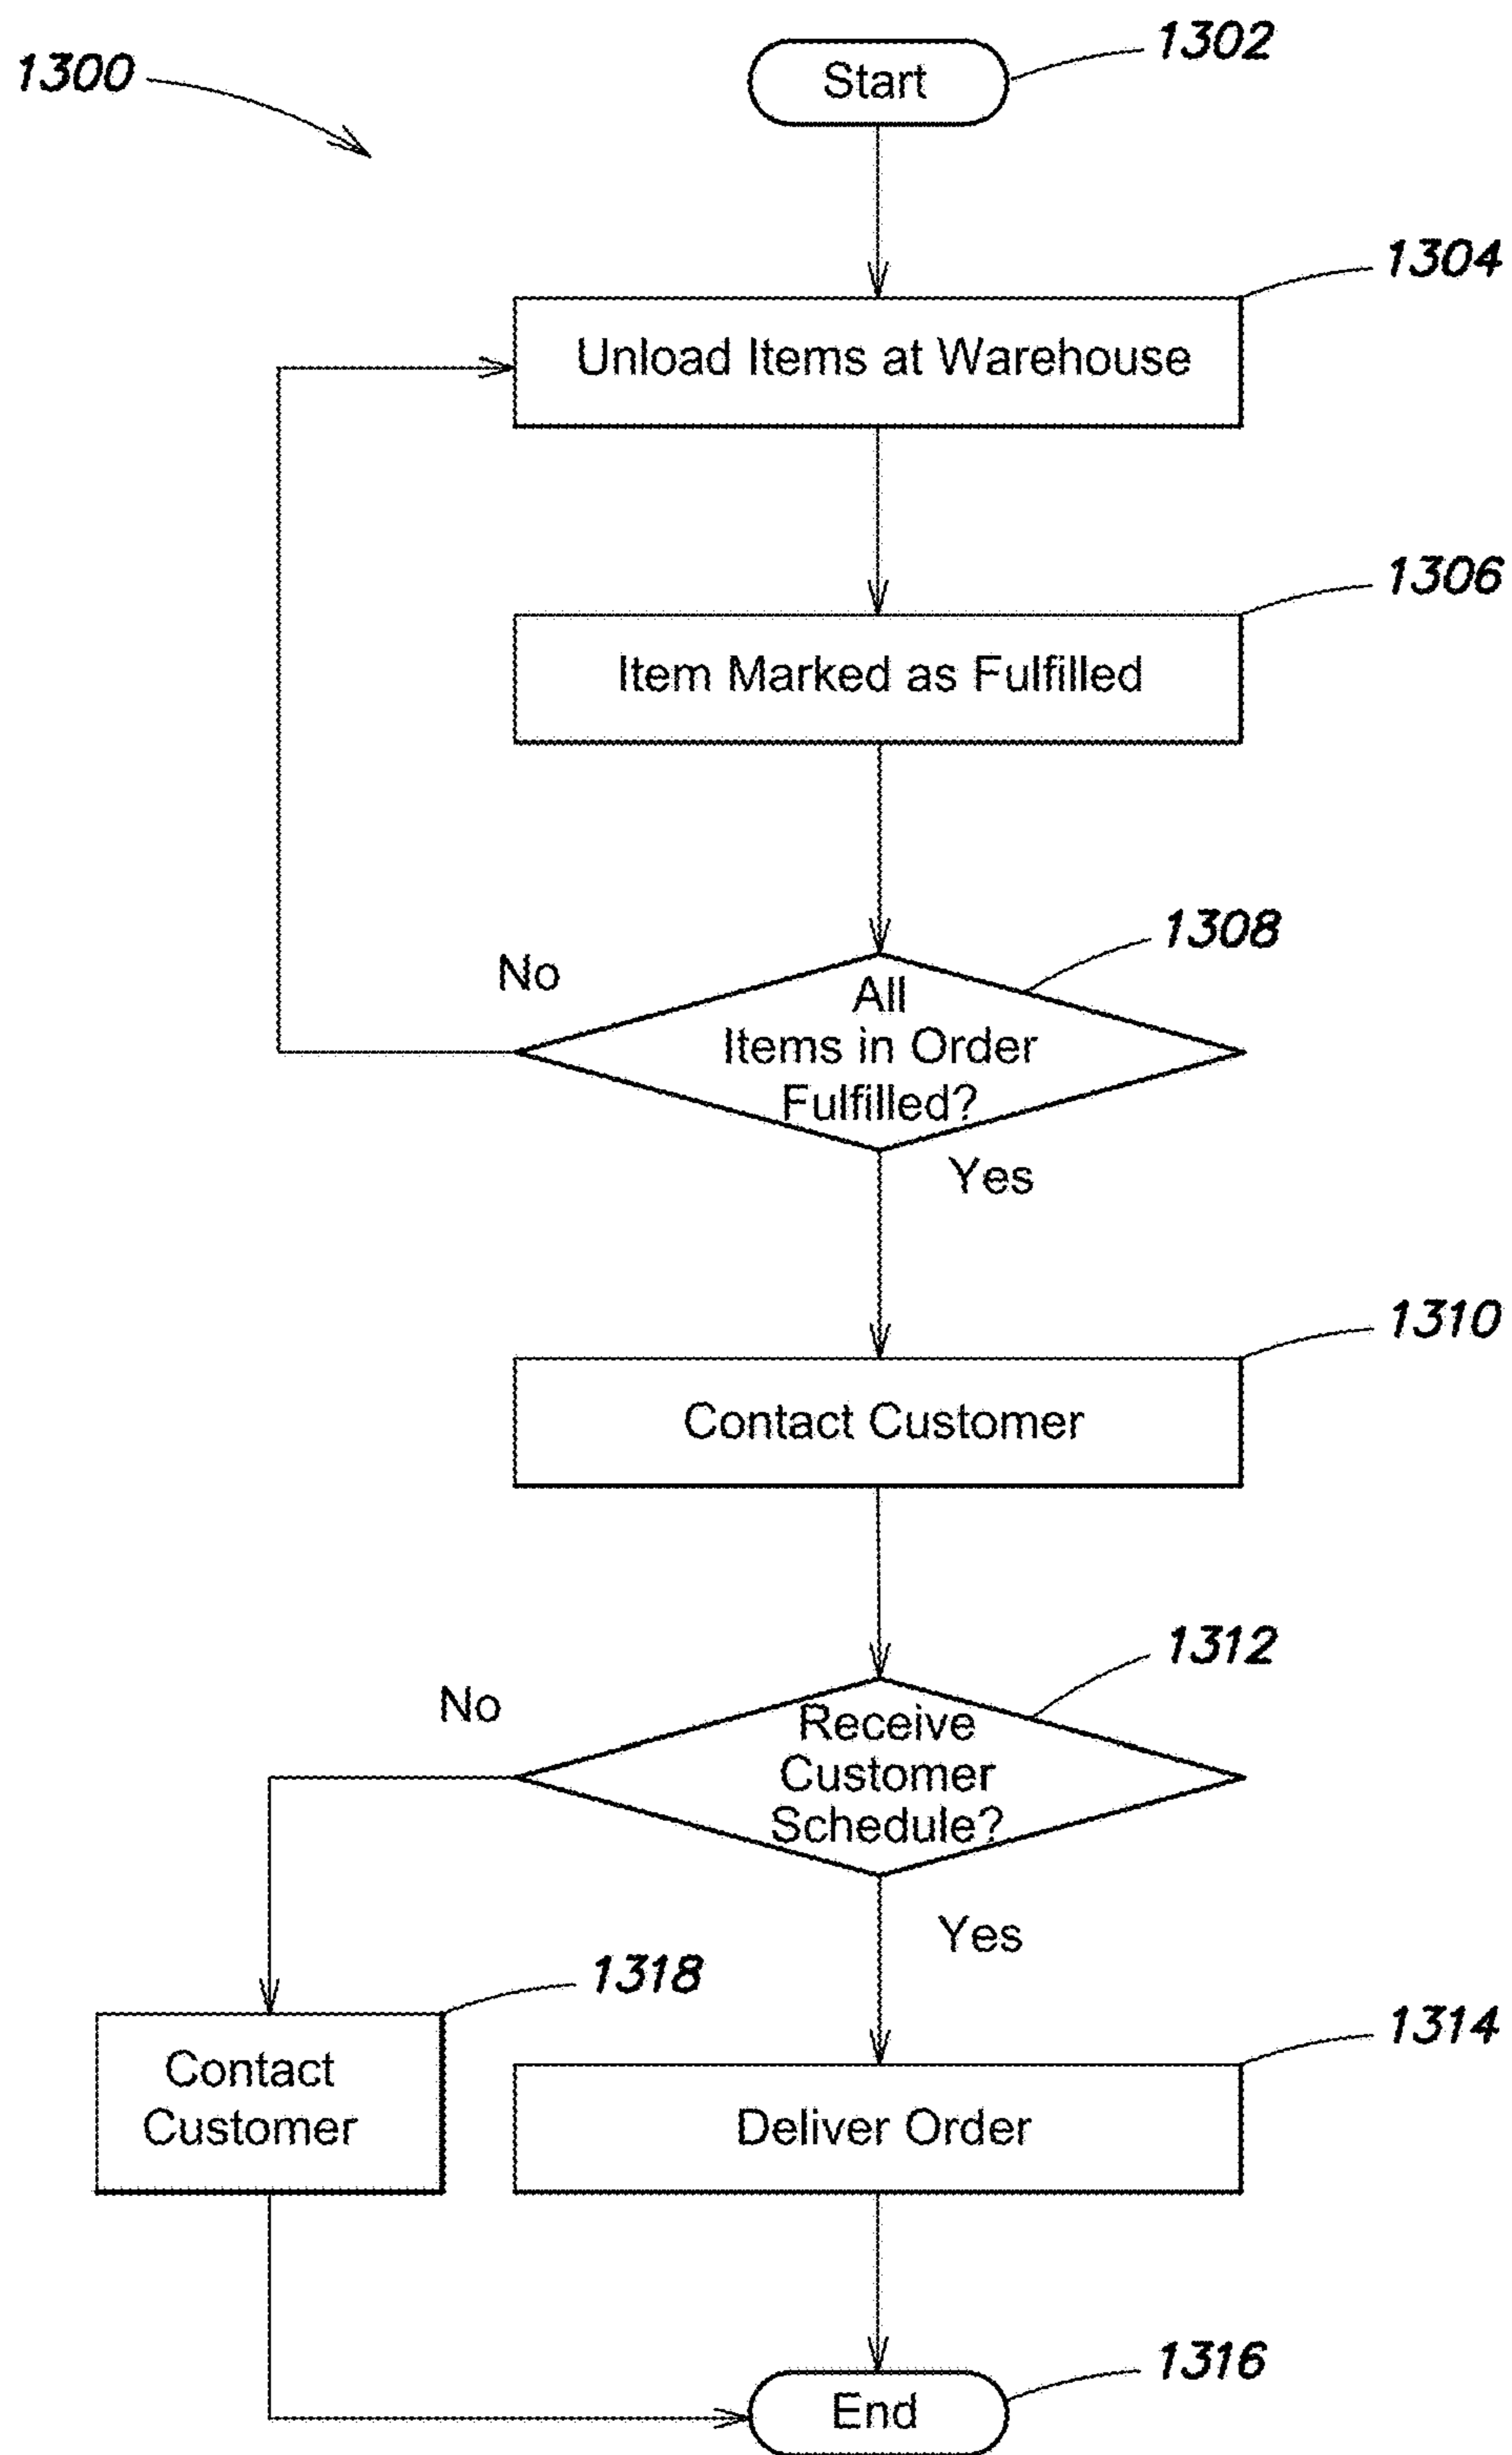 1300
Start
1302
Unload Items at Warehouse
1304
Item Marked as Fulfilled
1306
1308
No
All
Items in Order
Fulfilled?
Yes
1310
Contact Customer
1312
No
Receive
Customer
Schedule?
Yes
1318
Contact
Customer
1314
Deliver Order
1316
End